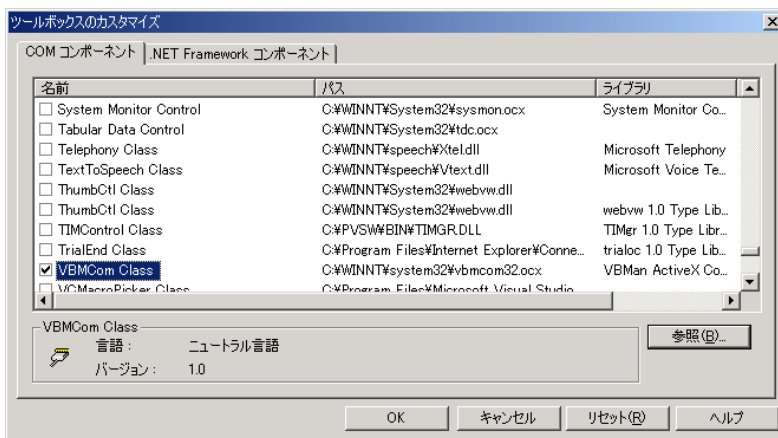 ツールボックスのカスタマイズ
COM コンポーネント .NET Framework コンポーネント
名前 パス ライブラリ
System Monitor Control C:¥WINNT¥System32¥sysmon.ocx System Monitor Co...
Tabular Data Control C:¥WINNT¥System32¥tdc.ocx
Telephony Class C:¥WINNT¥speech¥Xtel.dll Microsoft Telephony
TextToSpeech Class C:¥WINNT¥speech¥Vtext.dll Microsoft Voice Te...
ThumbCtl Class C:¥WINNT¥System32¥webvw.dll
ThumbCtl Class C:¥WINNT¥System32¥webvw.dll webvw 1.0 Type Lib...
TIMControl Class C:¥PVSW¥BIN¥TIMGR.DLL TIMgr 1.0 Type Libr...
TrialEnd Class C:¥Program Files¥Internet Explorer¥Conne... trialoc 1.0 Type Lib...
VBMCom Class C:¥WINNT¥system32¥vbmcom32.ocx VBMan ActiveX Co...
VCMacroPicker Class C:¥Program Files¥Microsoft Visual Studio
VBMCom Class
参照(B)...
言語 : ニュートラル言語
バージョン : 1.0
OK キャンセル リセット(R) ヘルプ